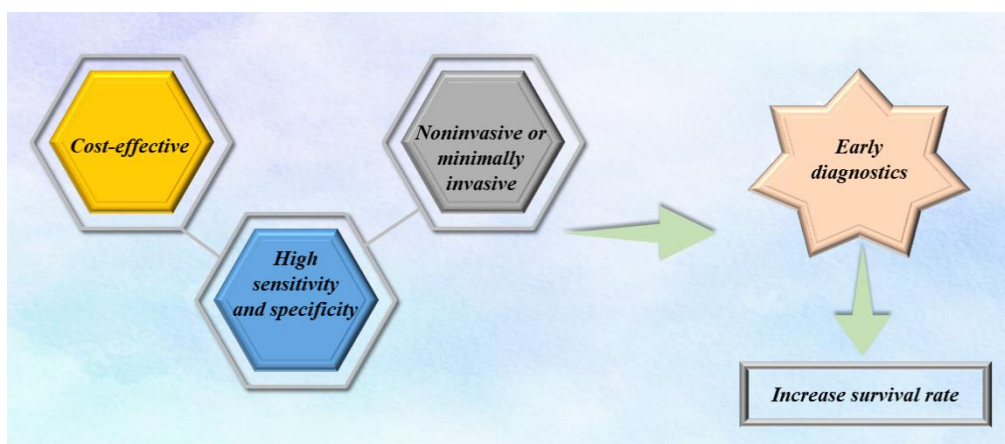 Cost-effective
High
sensitivity
and specificity
Noninvasive or
minimally
invasive
Early
diagnostics
Increase survival rate